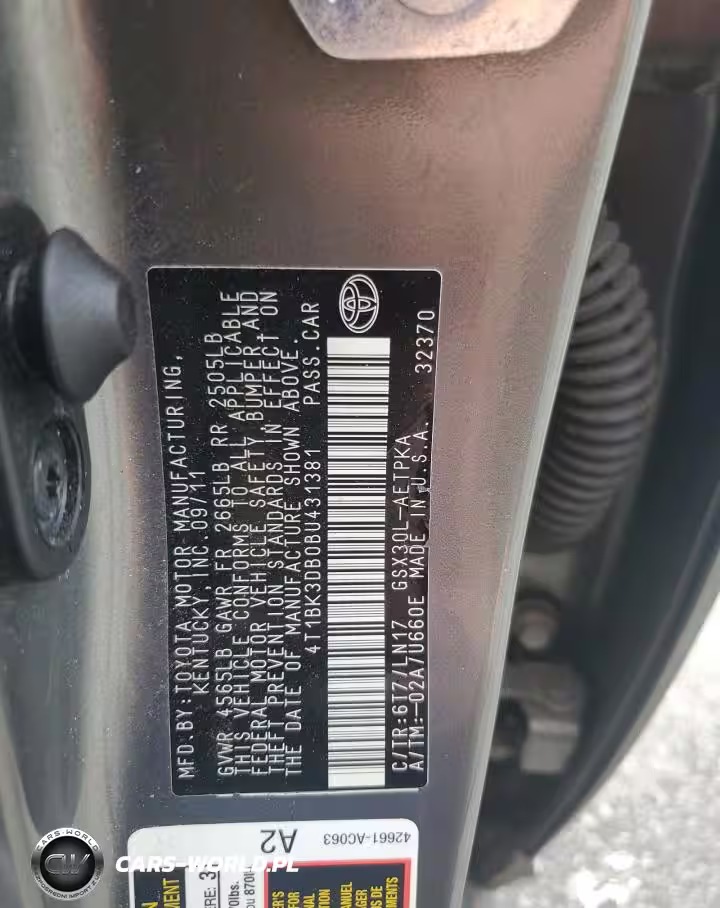 MFD.BY:TOYOTA MOTOR MANUFACTURING,
KENTUCKY,INC.09/11
GVWR 4565LB GAWR FR 2665LB RR 2505LB
THIS VEHICLE CONFORMS TO ALL APPLICABLE
FEDERAL MOTOR VEHICLE SAFETY, BUMPER AND
THEFT PREVENTION STANDARDS IN EFFECT ON
THE DATE OF MANUFACTURE SHOWN ABOVE.
4T1BK3DB0BU431381 PASS.CAR
C/TR:6T7/LN17 GSX30L-AETPKA
A/TM:-02A/U660E MADE IN U.S.A. 32370
A2
42661-AC063
CARS-WORLD
CW
CARS-WORLD.PL